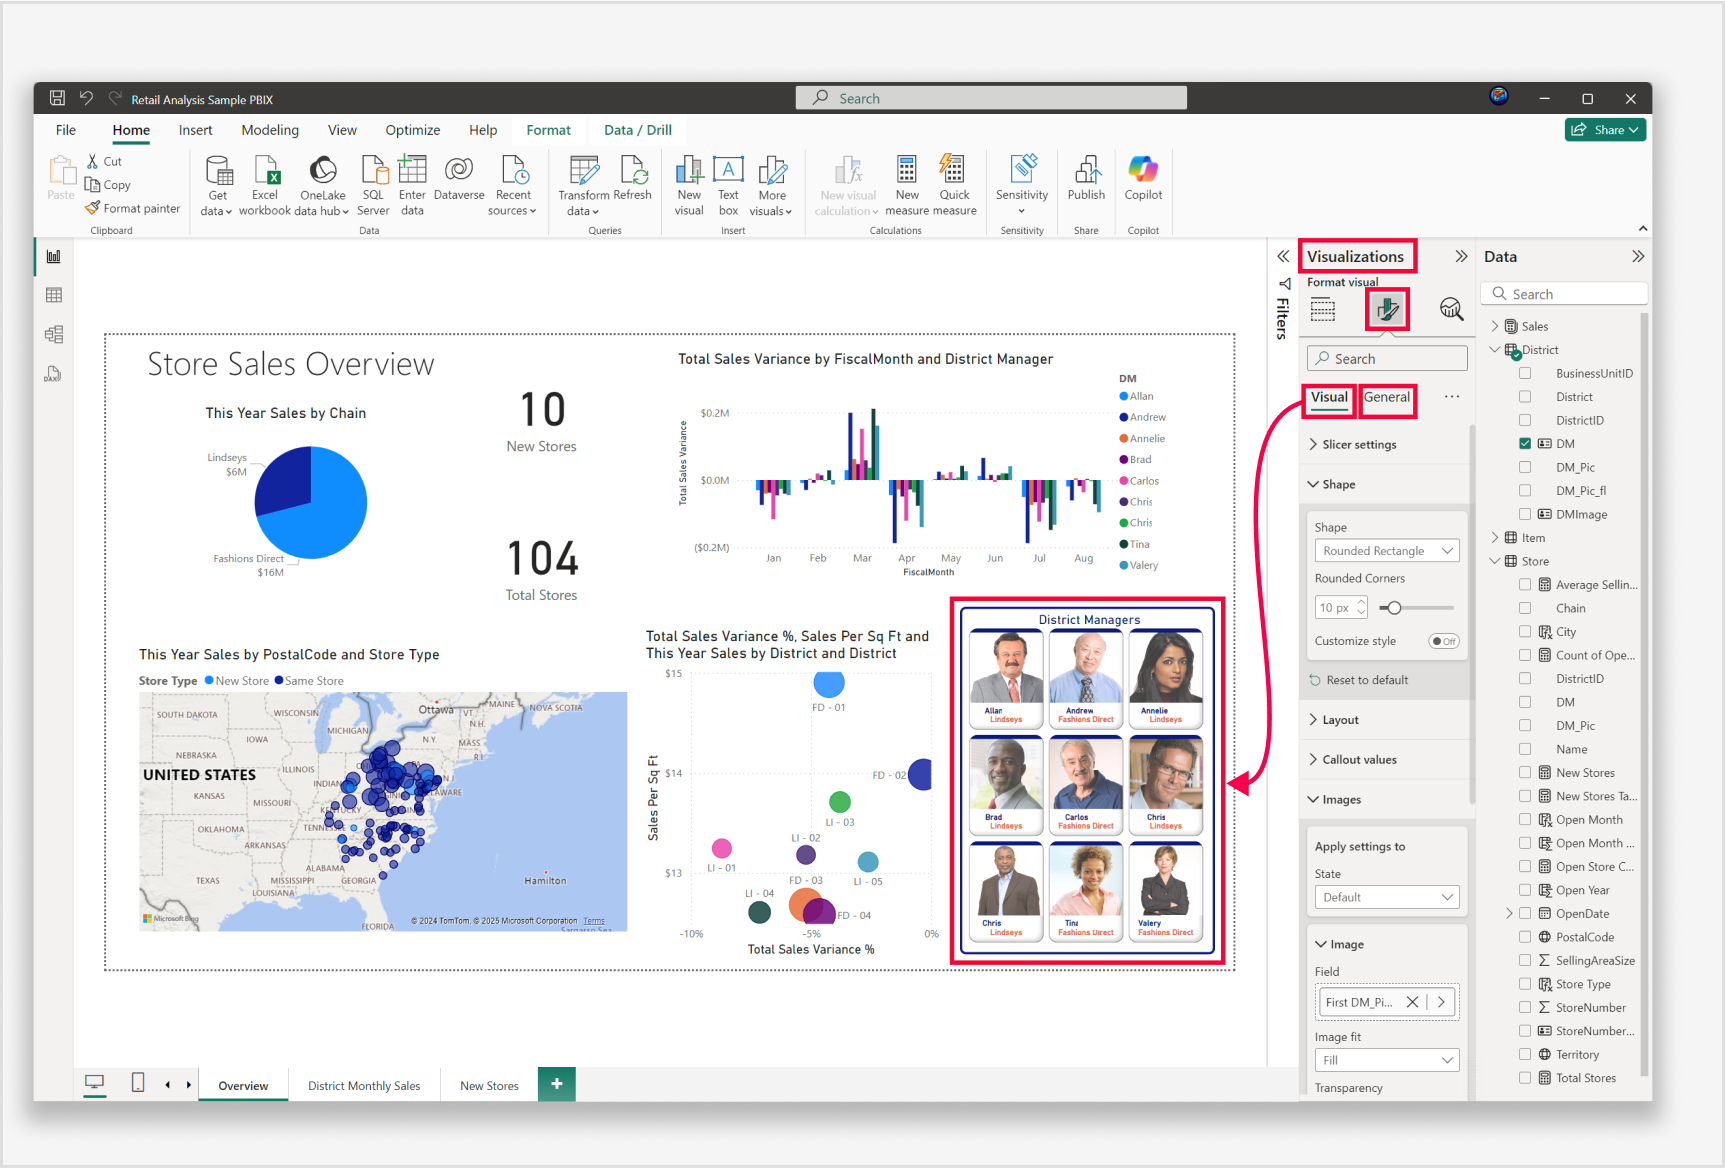 Retail Analysis Sample PBIX
Search
File Home Insert Modeling View Optimize Help Format Data / Drill
Share
Paste
Cut
Copy
Format painter
Clipboard
Get data
Excel workbook
OneLake data hub
SQL Server
Enter data
Dataverse
Recent sources
Data
Transform data
Refresh
Queries
New visual
Text box
More visuals
Insert
New visual calculation
New measure
Quick measure
Calculations
Sensitivity
Sensitivity
Publish
Share
Copilot
Copilot
DAX
Store Sales Overview
This Year Sales by Chain
Lindseys
$6M
Fashions Direct
$16M
10
New Stores
104
Total Stores
Total Sales Variance by FiscalMonth and District Manager
Total Sales Variance
$0.2M
$0.0M
($0.2M)
Jan Feb Mar Apr May Jun Jul Aug
FiscalMonth
DM
Allan
Andrew
Annelie
Brad
Carlos
Chris
Chris
Tina
Valery
This Year Sales by PostalCode and Store Type
Store Type New Store Same Store
SOUTH DAKOTA
WISCONSIN
MICHIGAN
Ottawa
VT.
MAINE
NOVA SCOTIA
N.H.
N.Y.
MASS
R.I.
IOWA
NEBRASKA
ILLINOIS
INDIAN
UNITED STATES
KANSAS
MISSOURI
KENTUCKY
DELAWARE
OKLAHOMA
TENNESSEE
ARKANSAS
ALABAMA
TEXAS
MISSISSIPPI
GEORGIA
LOUISIANA
Hamilton
FLORIDA
Microsoft Bing
© 2024 TomTom, © 2025 Microsoft Corporation Terms
Sargasso Sea
Total Sales Variance %, Sales Per Sq Ft and
This Year Sales by District and District
Sales Per Sq Ft
$15
$14
$13
FD - 01
FD - 02
LI - 03
LI - 02
LI - 01
FD - 03
LI - 05
LI - 04
FD - 04
-10% -5% 0%
Total Sales Variance %
District Managers
Allan
Lindseys
Andrew
Fashions Direct
Annelie
Lindseys
Brad
Lindseys
Carlos
Fashions Direct
Chris
Lindseys
Chris
Lindseys
Tina
Fashions Direct
Valery
Fashions Direct
Filters
Visualizations
Format visual
Search
Visual General ...
Slicer settings
Shape
Shape
Rounded Rectangle
Rounded Corners
10 px
Customize style Off
Reset to default
Layout
Callout values
Images
Apply settings to
State
Default
Image
Field
First DM_Pi...
Image fit
Fill
Transparency
Data
Search
Sales
District
BusinessUnitID
District
DistrictID
DM
DM_Pic
DM_Pic_fl
DMImage
Item
Store
Average Sellin...
Chain
City
Count of Ope...
DistrictID
DM
DM_Pic
Name
New Stores
New Stores Ta...
Open Month
Open Month ...
Open Store C...
Open Year
OpenDate
PostalCode
SellingAreaSize
Store Type
StoreNumber
StoreNumber...
Territory
Total Stores
Overview District Monthly Sales New Stores +